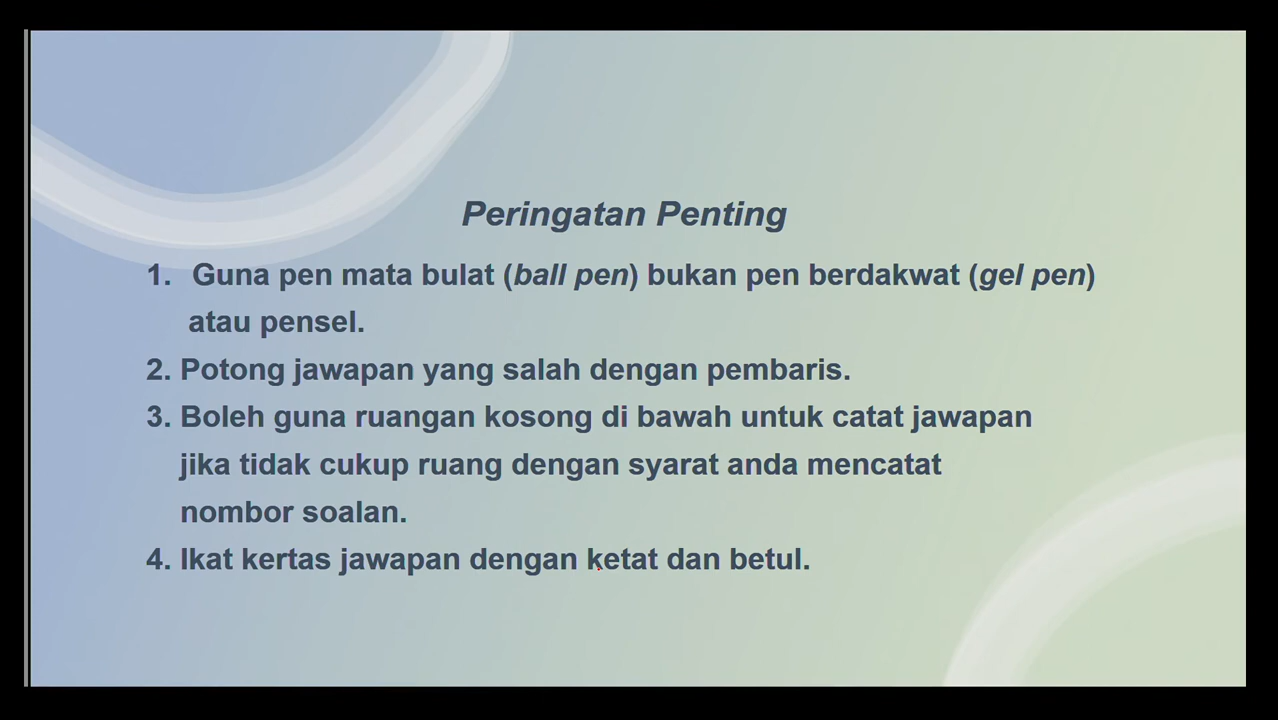 Peringatan Penting
1. Guna pen mata bulat (ball pen) bukan pen berdakwat (gel pen)
atau pensel.
2. Potong jawapan yang salah dengan pembaris.
3. Boleh guna ruangan kosong di bawah untuk catat jawapan
jika tidak cukup ruang dengan syarat anda mencatat
nombor soalan.
4. Ikat kertas jawapan dengan ketat dan betul.